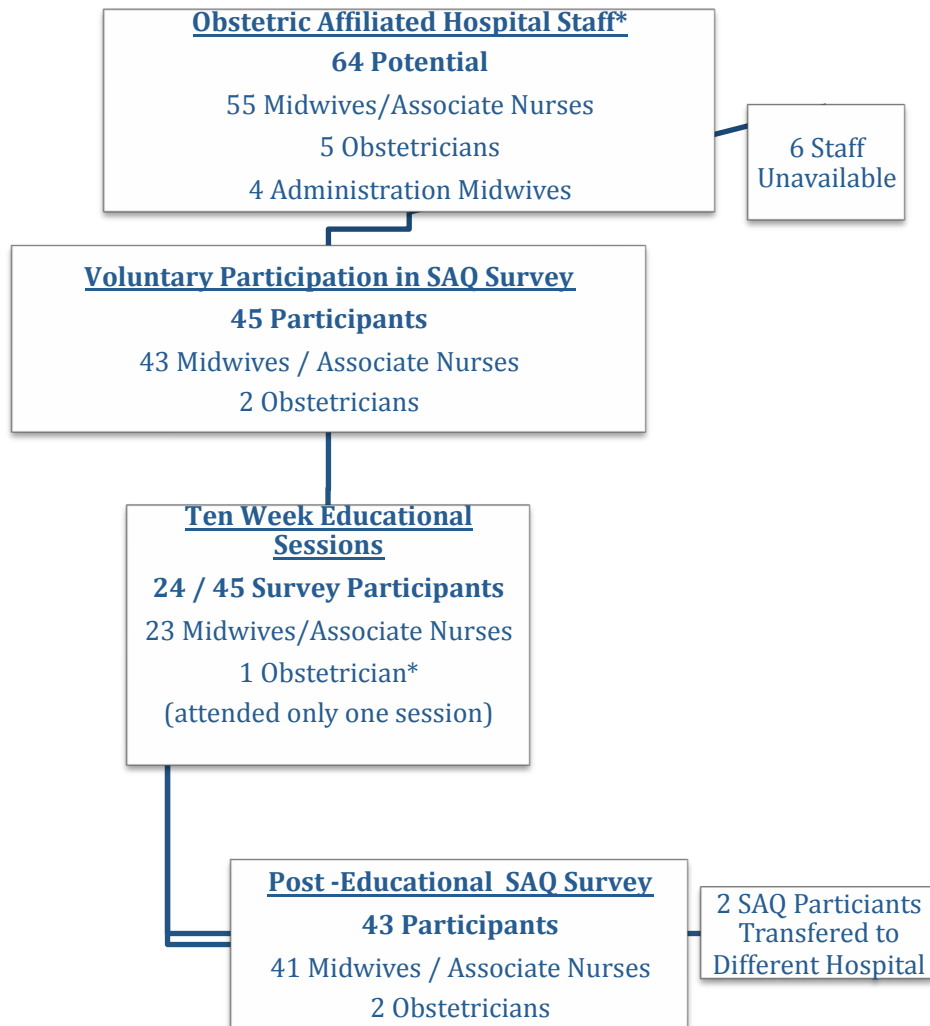 Obstetric Affiliated Hospital Staff*
64 Potential
55 Midwives/Associate Nurses
5 Obstetricians
4 Administration Midwives
6 Staff
Unavailable
Voluntary Participation in SAQ Survey
45 Participants
43 Midwives / Associate Nurses
2 Obstetricians
Ten Week Educational
Sessions
24 / 45 Survey Participants
23 Midwives/Associate Nurses
1 Obstetrician*
(attended only one session)
Post -Educational SAQ Survey
43 Participants
41 Midwives / Associate Nurses
2 Obstetricians
2 SAQ Particiants
Transfered to
Different Hospital